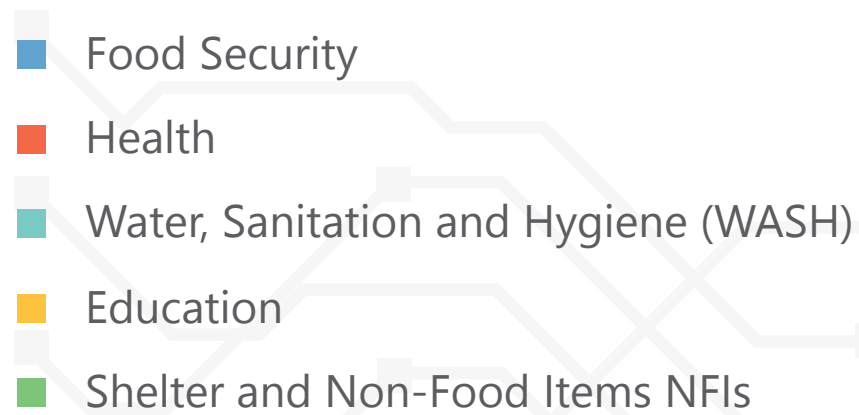 Food Security
Health
Water, Sanitation and Hygiene (WASH)
Education
Shelter and Non-Food Items NFIs